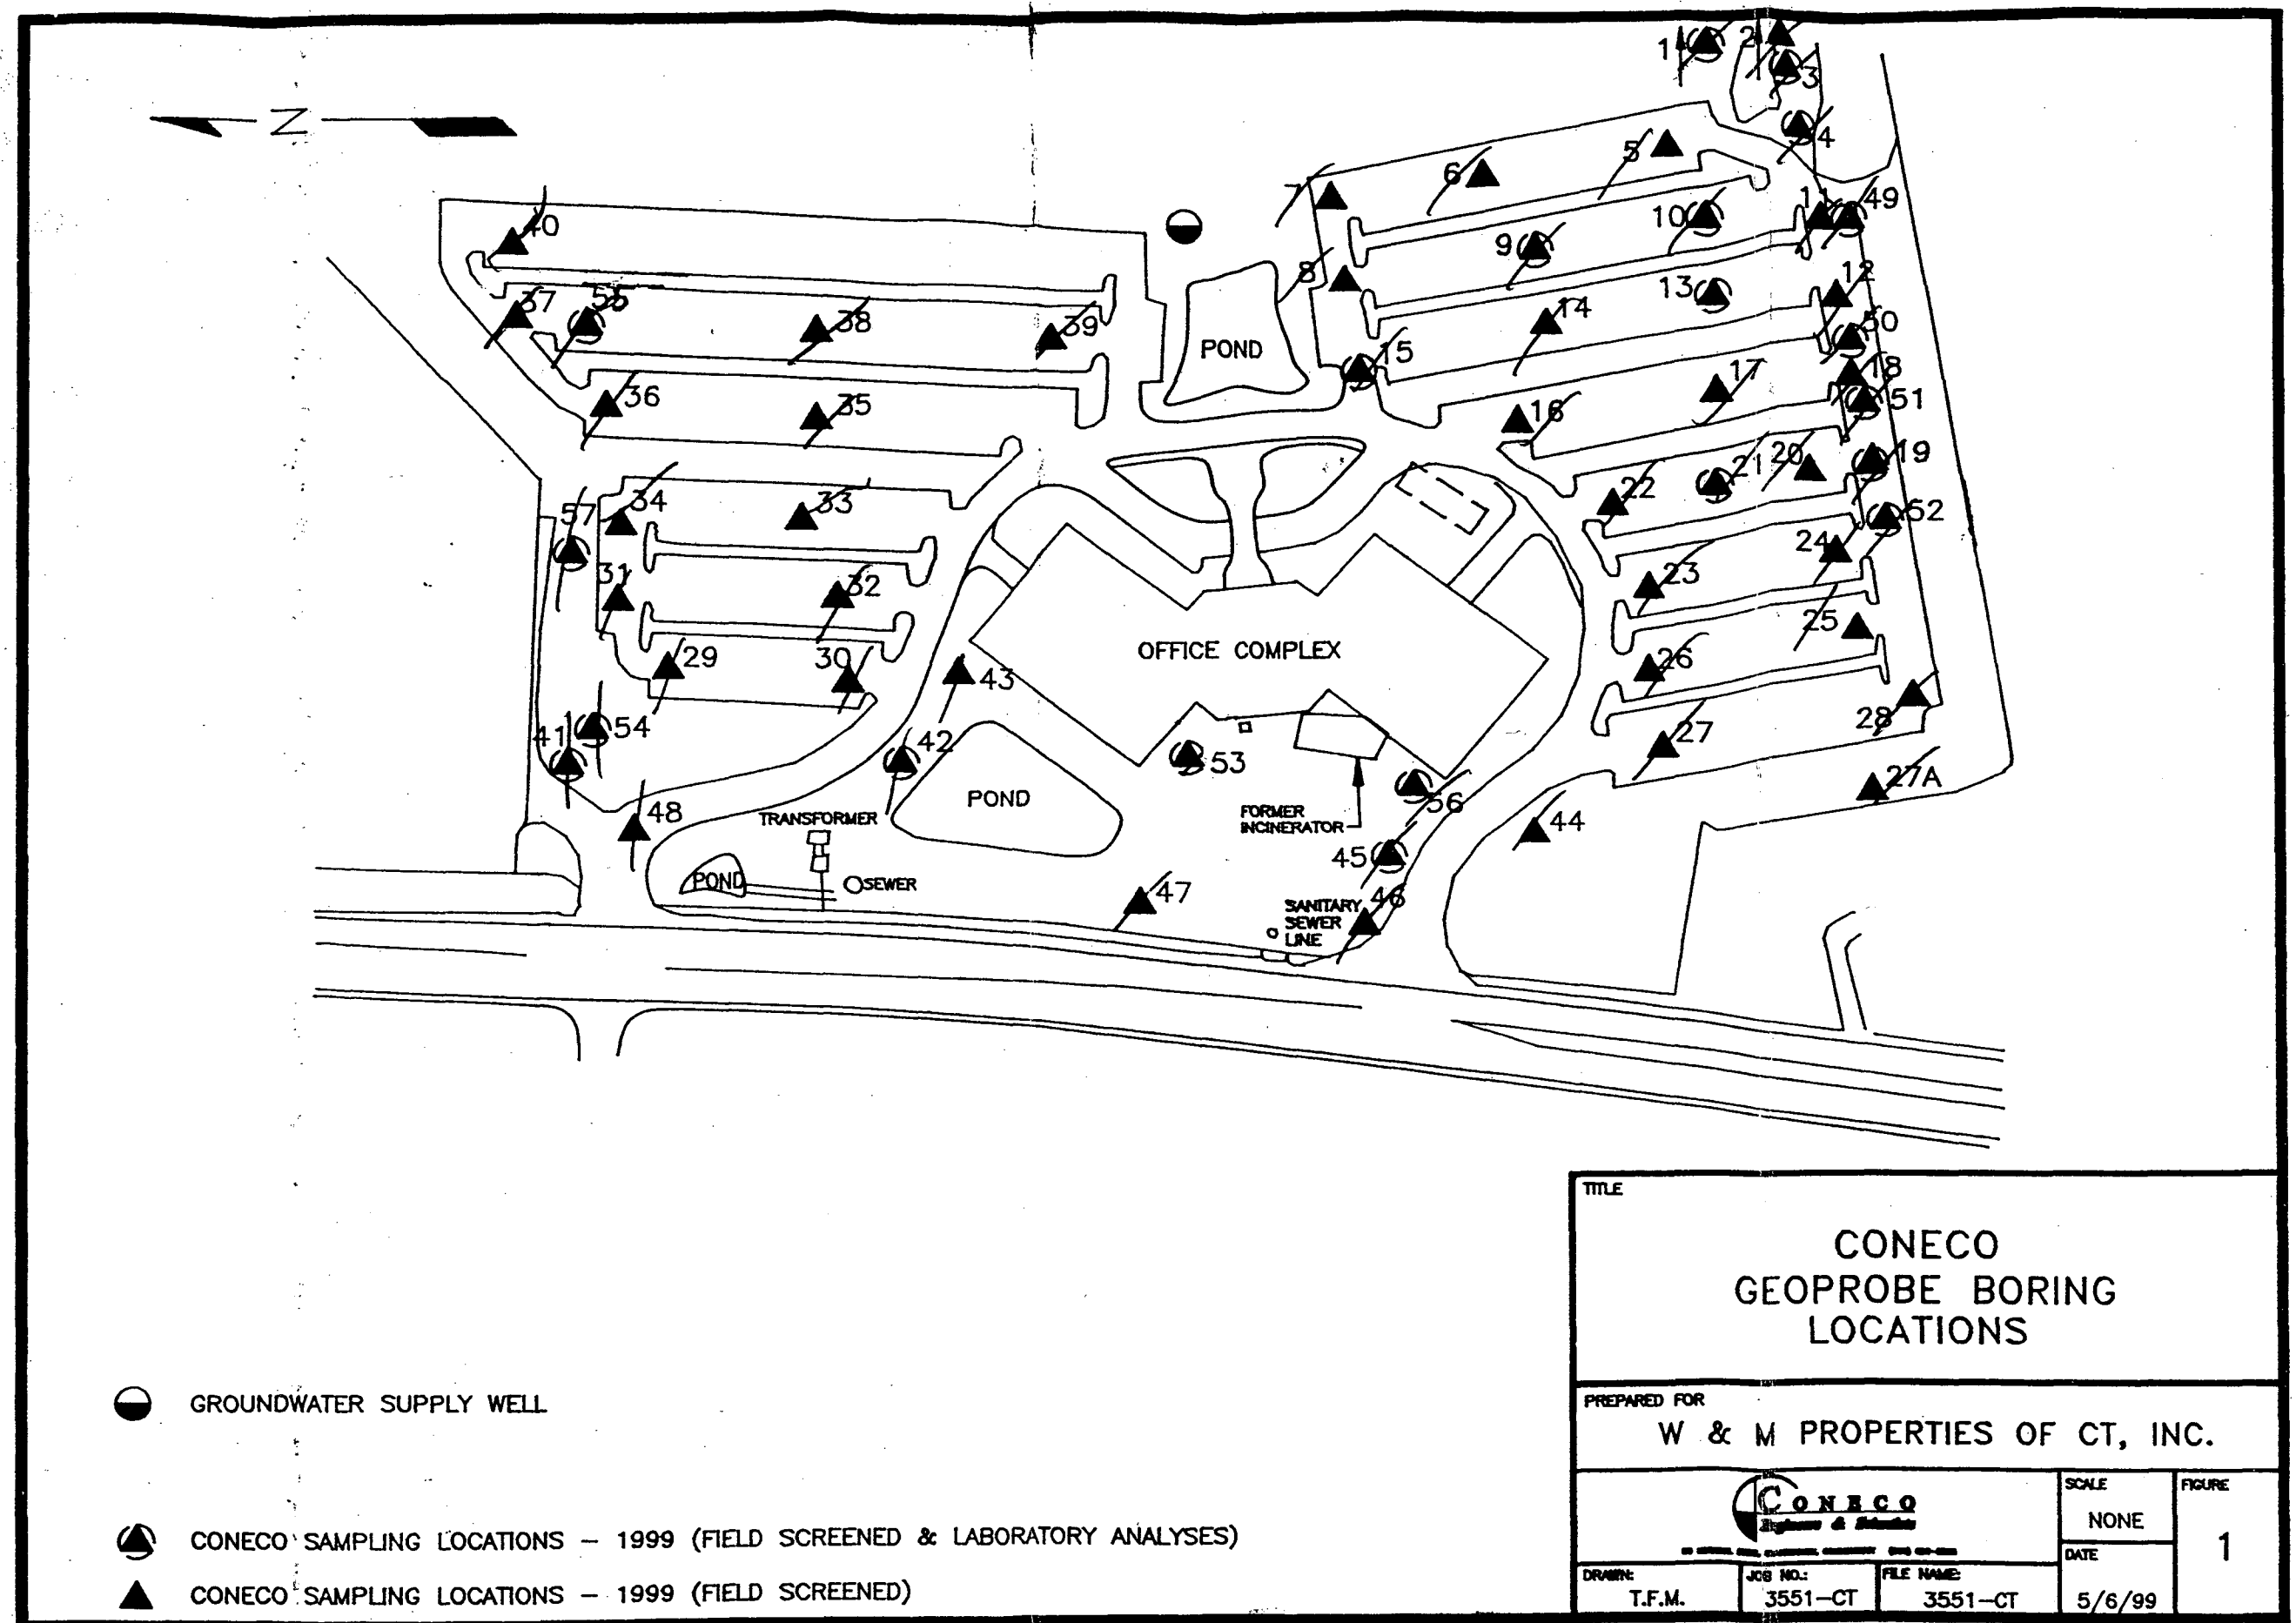 1
2
3
4
N
5
6
7
40
10
11
49
9
8
12
13
37
55
38
39
14
50
POND
15
17
18
36
35
16
51
34
33
22
21
20
19
57
52
24
31
32
23
25
OFFICE COMPLEX
29
30
43
26
28
41
54
42
53
27
27A
POND
56
48
TRANSFORMER
FORMER
INCINERATOR
44
45
POND
SEWER
47
46
SANITARY
SEWER
LINE
TITLE
CONECO
GEOPROBE BORING
LOCATIONS
PREPARED FOR
W & M PROPERTIES OF CT, INC.
GROUNDWATER SUPPLY WELL
CONECO SAMPLING LOCATIONS – 1999 (FIELD SCREENED & LABORATORY ANALYSES)
CONECO SAMPLING LOCATIONS – 1999 (FIELD SCREENED)
CONECO
Engineers & Scientists
SCALE
NONE
FIGURE
1
DATE
5/6/99
DRAWN:
T.F.M.
JOB NO.:
3551–CT
FILE NAME:
3551–CT